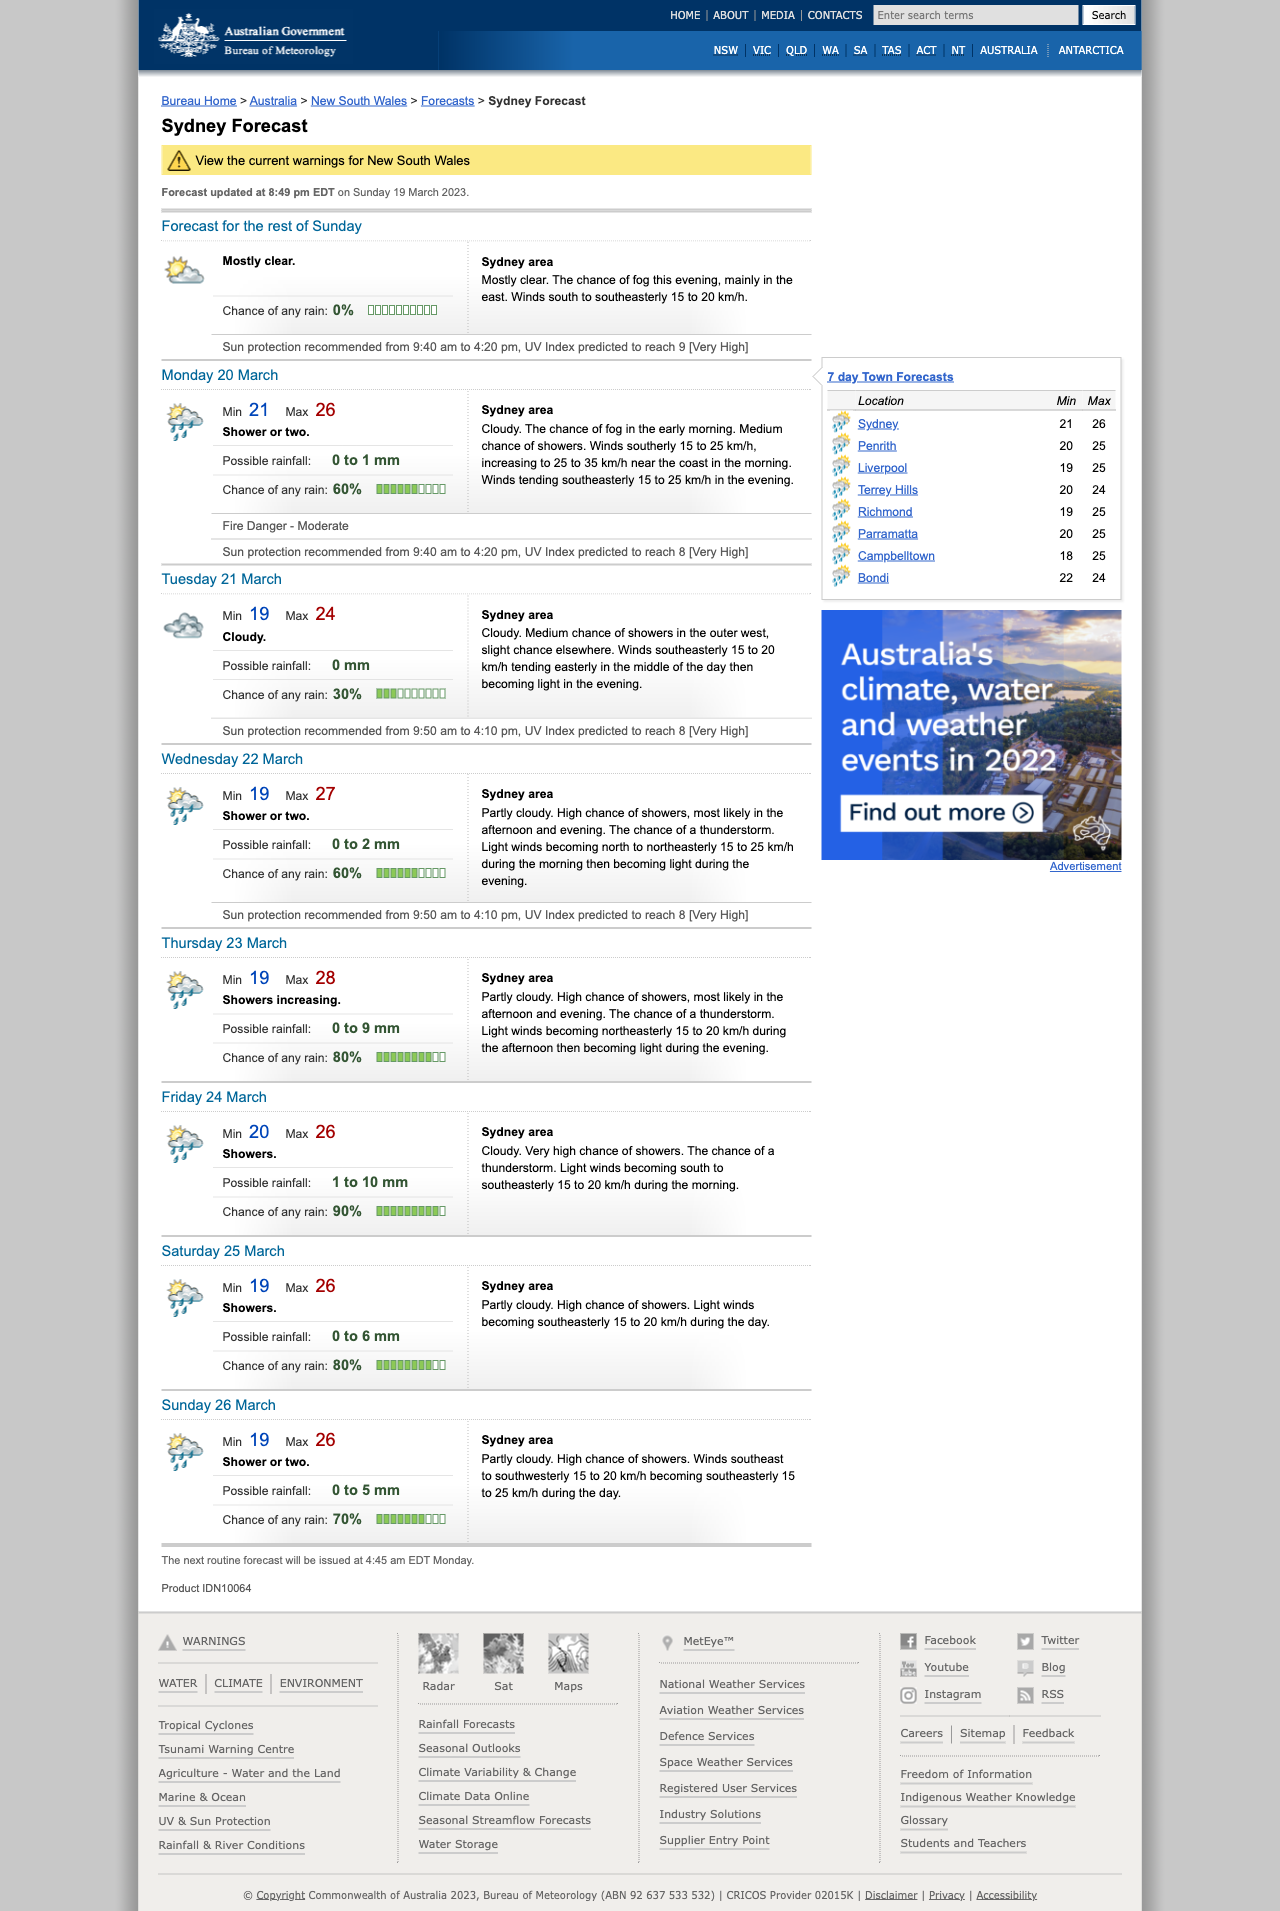 Australian Government
Bureau of Meteorology
HOME | ABOUT | MEDIA | CONTACTS
Enter search terms
Search
NSW | VIC | QLD | WA | SA | TAS | ACT | NT | AUSTRALIA | ANTARCTICA
Bureau Home > Australia > New South Wales > Forecasts > Sydney Forecast
Sydney Forecast
View the current warnings for New South Wales
Forecast updated at 8:49 pm EDT on Sunday 19 March 2023.
Forecast for the rest of Sunday
Mostly clear.
Chance of any rain: 0%
Sydney area
Mostly clear. The chance of fog this evening, mainly in the
east. Winds south to southeasterly 15 to 20 km/h.
Sun protection recommended from 9:40 am to 4:20 pm, UV Index predicted to reach 9 [Very High]
Monday 20 March
Min 21 Max 26
Shower or two.
Possible rainfall: 0 to 1 mm
Chance of any rain: 60%
Sydney area
Cloudy. The chance of fog in the early morning. Medium
chance of showers. Winds southerly 15 to 25 km/h,
increasing to 25 to 35 km/h near the coast in the morning.
Winds tending southeasterly 15 to 25 km/h in the evening.
Fire Danger - Moderate
Sun protection recommended from 9:40 am to 4:20 pm, UV Index predicted to reach 8 [Very High]
Tuesday 21 March
Min 19 Max 24
Cloudy.
Possible rainfall: 0 mm
Chance of any rain: 30%
Sydney area
Cloudy. Medium chance of showers in the outer west,
slight chance elsewhere. Winds southeasterly 15 to 20
km/h tending easterly in the middle of the day then
becoming light in the evening.
Sun protection recommended from 9:50 am to 4:10 pm, UV Index predicted to reach 8 [Very High]
Wednesday 22 March
Min 19 Max 27
Shower or two.
Possible rainfall: 0 to 2 mm
Chance of any rain: 60%
Sydney area
Partly cloudy. High chance of showers, most likely in the
afternoon and evening. The chance of a thunderstorm.
Light winds becoming north to northeasterly 15 to 25 km/h
during the morning then becoming light during the
evening.
Sun protection recommended from 9:50 am to 4:10 pm, UV Index predicted to reach 8 [Very High]
Thursday 23 March
Min 19 Max 28
Showers increasing.
Possible rainfall: 0 to 9 mm
Chance of any rain: 80%
Sydney area
Partly cloudy. High chance of showers, most likely in the
afternoon and evening. The chance of a thunderstorm.
Light winds becoming northeasterly 15 to 20 km/h during
the afternoon then becoming light during the evening.
Friday 24 March
Min 20 Max 26
Showers.
Possible rainfall: 1 to 10 mm
Chance of any rain: 90%
Sydney area
Cloudy. Very high chance of showers. The chance of a
thunderstorm. Light winds becoming south to
southeasterly 15 to 20 km/h during the morning.
Saturday 25 March
Min 19 Max 26
Showers.
Possible rainfall: 0 to 6 mm
Chance of any rain: 80%
Sydney area
Partly cloudy. High chance of showers. Light winds
becoming southeasterly 15 to 20 km/h during the day.
Sunday 26 March
Min 19 Max 26
Shower or two.
Possible rainfall: 0 to 5 mm
Chance of any rain: 70%
Sydney area
Partly cloudy. High chance of showers. Winds southeast
to southwesterly 15 to 20 km/h becoming southeasterly 15
to 25 km/h during the day.
The next routine forecast will be issued at 4:45 am EDT Monday.
Product IDN10064
7 day Town Forecasts
Location Min Max
Sydney 21 26
Penrith 20 25
Liverpool 19 25
Terrey Hills 20 24
Richmond 19 25
Parramatta 20 25
Campbelltown 18 25
Bondi 22 24
Australia's
climate, water
and weather
events in 2022
Find out more
Advertisement
WARNINGS
WATER | CLIMATE | ENVIRONMENT
Tropical Cyclones
Tsunami Warning Centre
Agriculture - Water and the Land
Marine & Ocean
UV & Sun Protection
Rainfall & River Conditions
Radar Sat Maps
Rainfall Forecasts
Seasonal Outlooks
Climate Variability & Change
Climate Data Online
Seasonal Streamflow Forecasts
Water Storage
MetEye™
National Weather Services
Aviation Weather Services
Defence Services
Space Weather Services
Registered User Services
Industry Solutions
Supplier Entry Point
Facebook Twitter
You Tube Youtube Blog
Instagram RSS
Careers | Sitemap | Feedback
Freedom of Information
Indigenous Weather Knowledge
Glossary
Students and Teachers
© Copyright Commonwealth of Australia 2023, Bureau of Meteorology (ABN 92 637 533 532) | CRICOS Provider 02015K | Disclaimer | Privacy | Accessibility